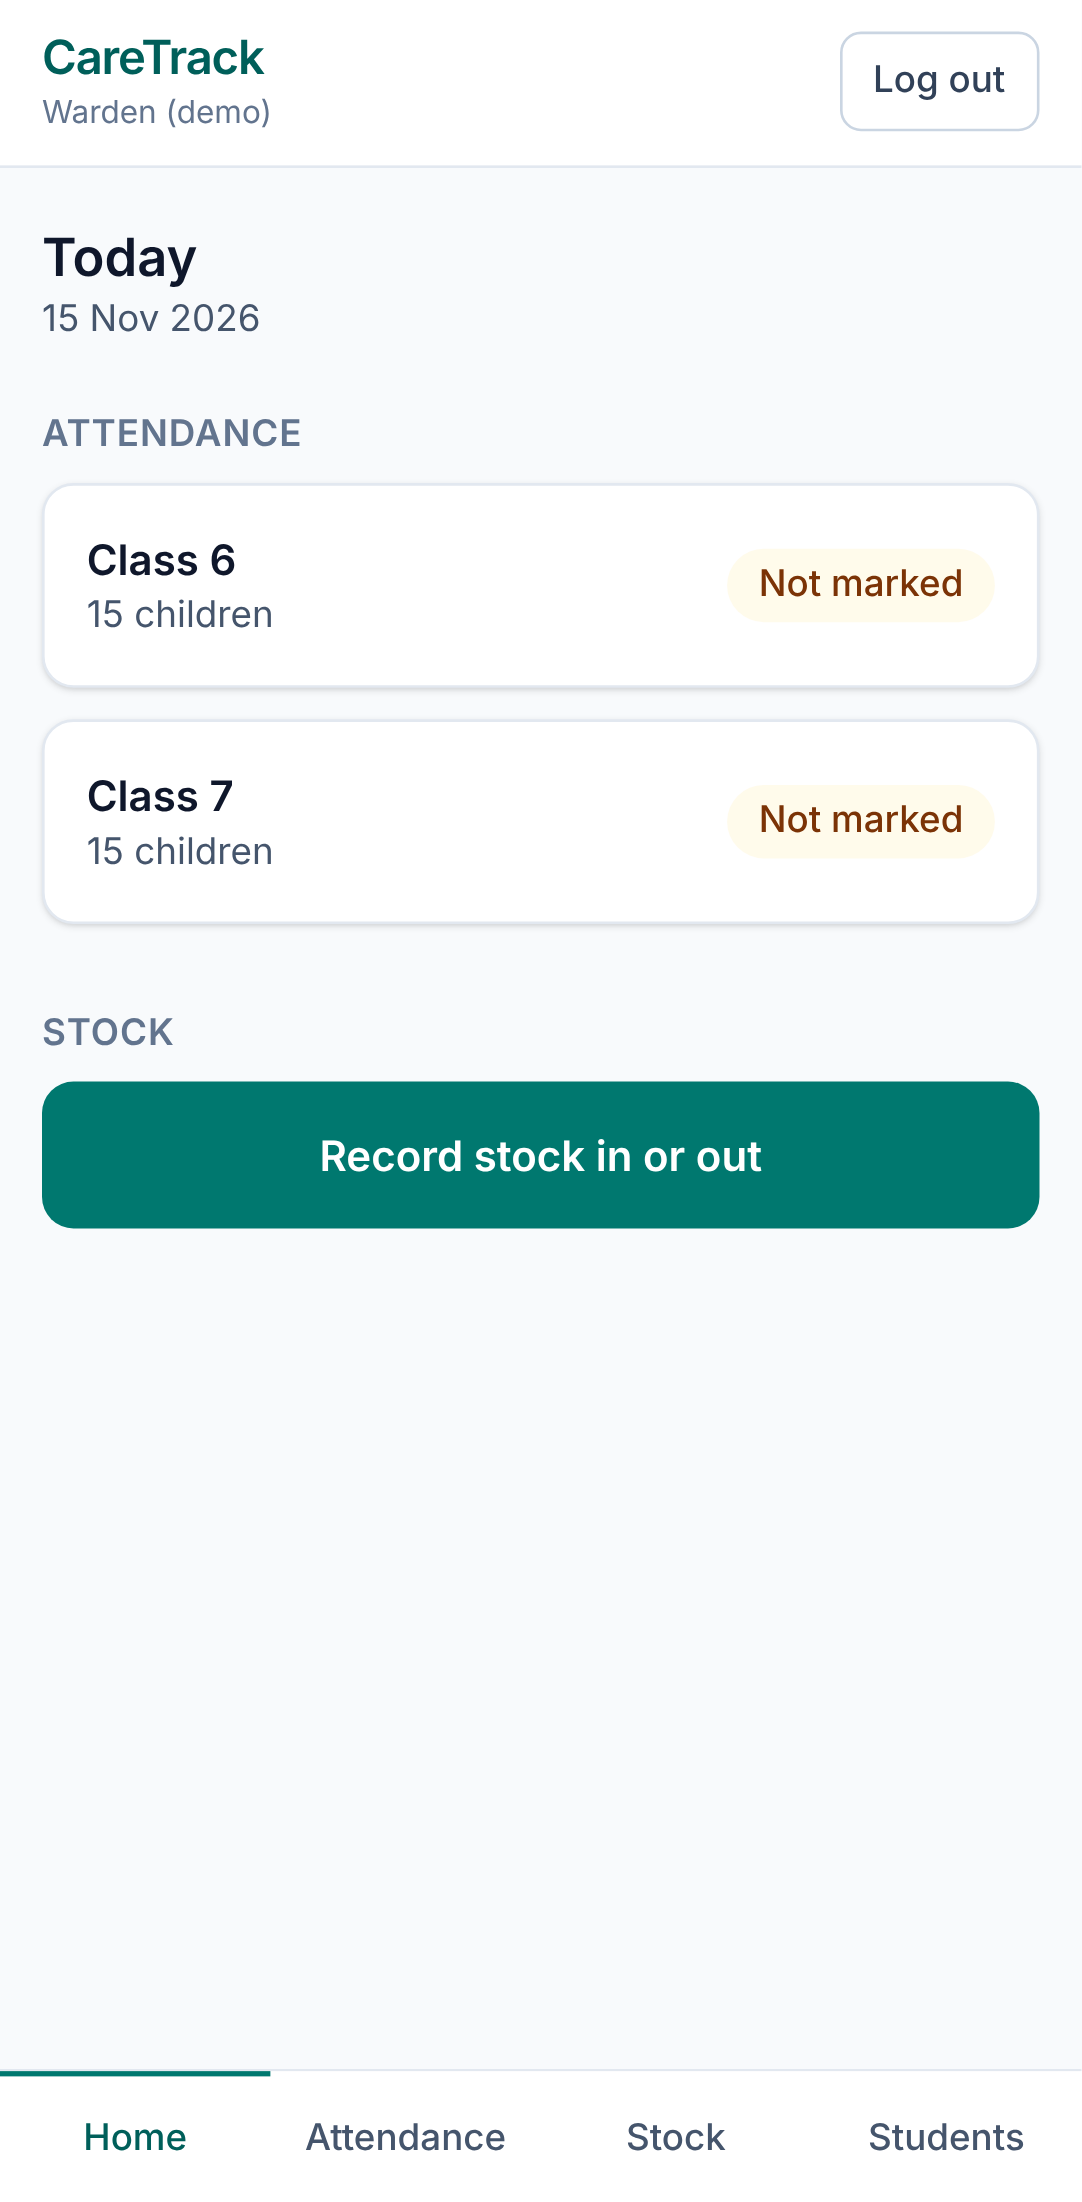 CareTrack
Warden (demo)
Log out
Today
15 Nov 2026
ATTENDANCE
Class 6
15 children
Not marked
Class 7
15 children
Not marked
STOCK
Record stock in or out
Home
Attendance
Stock
Students